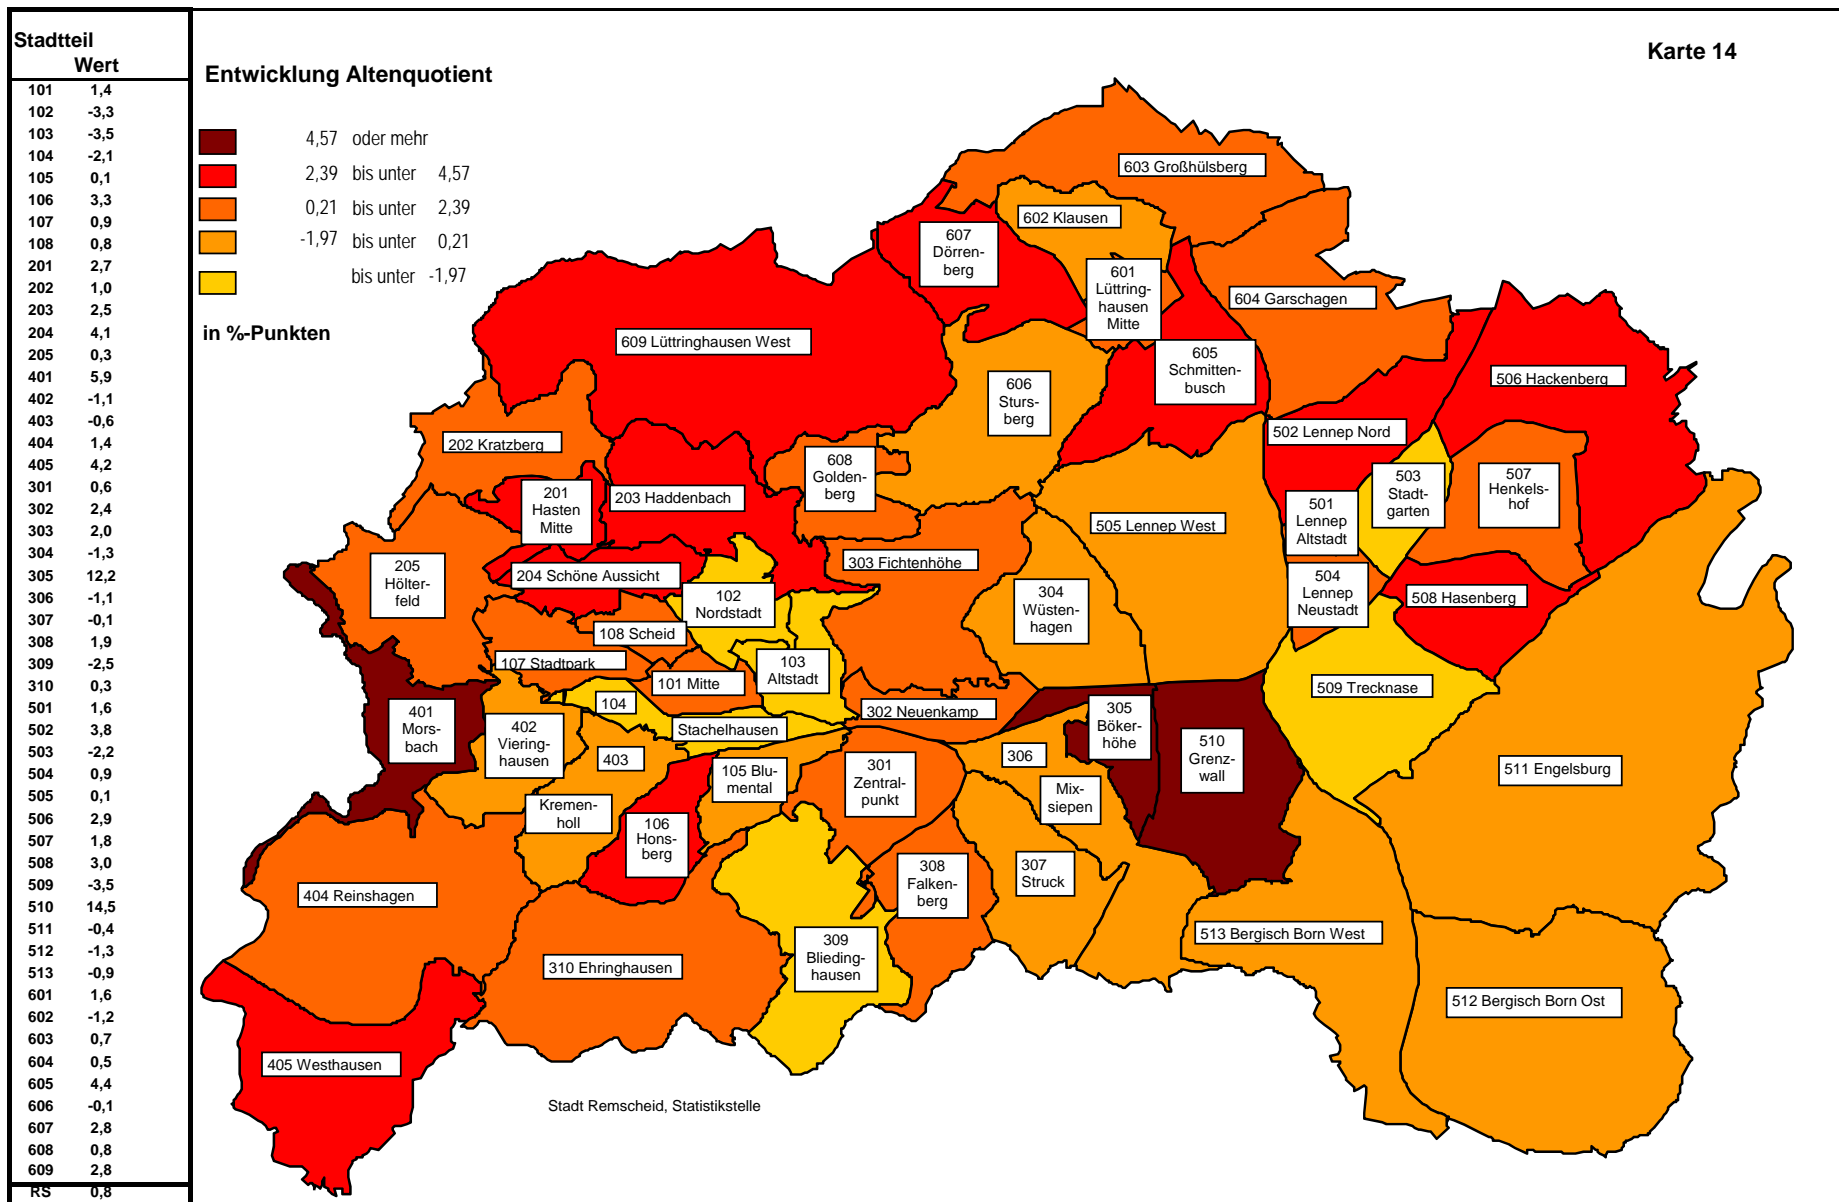 Stadtteil
Wert
101 1,4
102 -3,3
103 -3,5
104 -2,1
105 0,1
106 3,3
107 0,9
108 0,8
201 2,7
202 1,0
203 2,5
204 4,1
205 0,3
401 5,9
402 -1,1
403 -0,6
404 1,4
405 4,2
301 0,6
302 2,4
303 2,0
304 -1,3
305 12,2
306 -1,1
307 -0,1
308 1,9
309 -2,5
310 0,3
501 1,6
502 3,8
503 -2,2
504 0,9
505 0,1
506 2,9
507 1,8
508 3,0
509 -3,5
510 14,5
511 -0,4
512 -1,3
513 -0,9
601 1,6
602 -1,2
603 0,7
604 0,5
605 4,4
606 -0,1
607 2,8
608 0,8
609 2,8
RS 0,8
Karte 14
Entwicklung Altenquotient
4,57 oder mehr
2,39 bis unter 4,57
0,21 bis unter 2,39
-1,97 bis unter 0,21
bis unter -1,97
in %-Punkten
603 Großhülsberg
602 Klausen
607
Dörren-
berg
601
Lüttring-
hausen
Mitte
604 Garschagen
609 Lüttringhausen West
605
Schmitten-
busch
606
Sturs-
berg
506 Hackenberg
502 Lennep Nord
202 Kratzberg
608
Golden-
berg
503
Stadt-
garten
507
Henkels-
hof
201
Hasten
Mitte
203 Haddenbach
501
Lennep
Altstadt
505 Lennep West
303 Fichtenhöhe
205
Hölter-
feld
204 Schöne Aussicht
102
Nordstadt
304
Wüsten-
hagen
504
Lennep
Neustadt
508 Hasenberg
108 Scheid
107 Stadtpark
103
Altstadt
101 Mitte
509 Trecknase
104
Stachelhausen
302 Neuenkamp
401
Mors-
bach
402
Viering-
hausen
403
Kremen-
holl
305
Böker-
höhe
510
Grenz-
wall
306
Mix-
siepen
301
Zentral-
punkt
105 Blu-
mental
511 Engelsburg
106
Hons-
berg
307
Struck
308
Falken-
berg
404 Reinshagen
309
Blieding-
hausen
513 Bergisch Born West
310 Ehringhausen
512 Bergisch Born Ost
405 Westhausen
Stadt Remscheid, Statistikstelle